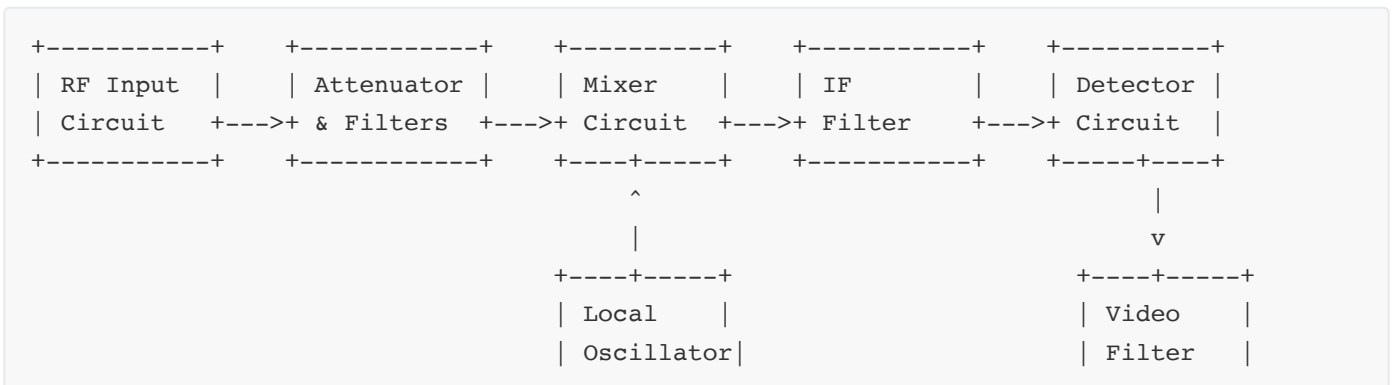 +-----------+    +------------+    +----------+    +-----------+    +----------+
| RF Input  |    | Attenuator |    | Mixer    |    | IF        |    | Detector |
| Circuit   +--->+ & Filters  +--->+ Circuit  +--->+ Filter    +--->+ Circuit  |
+-----------+    +------------+    +----+-----+    +-----------+    +-----+----+
                                        ^                                 |
                                        |                                 v
                                   +----+-----+                      +----+-----+
                                   | Local    |                      | Video    |
                                   | Oscillator|                     | Filter   |